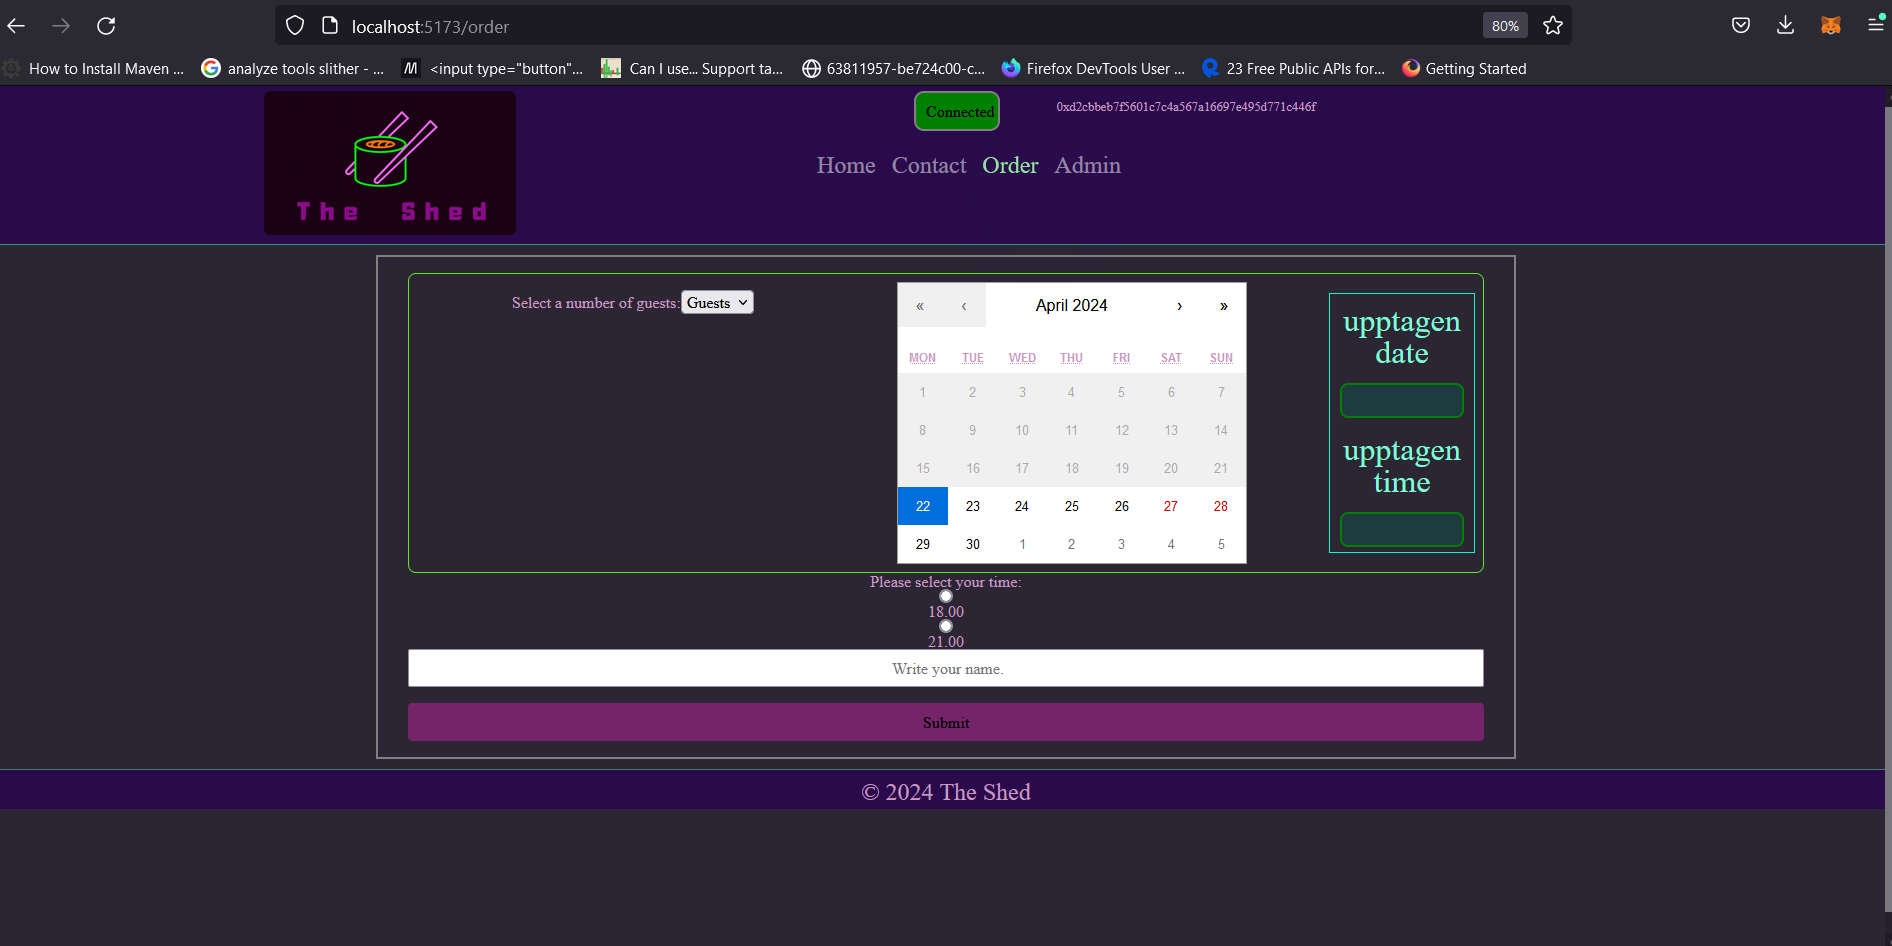 localhost:5173/order
80%
How to Install Maven ...
analyze tools slither - ...
<input type="button"...
Can I use... Support ta...
63811957-be724c00-c...
Firefox DevTools User ...
23 Free Public APIs for...
Getting Started
The Shed
Connected
0xd2cbbeb7f5601c7c4a567a16697e495d771c446f
Home Contact Order Admin
Select a number of guests: Guests
« ‹ April 2024 › »
MON TUE WED THU FRI SAT SUN
1 2 3 4 5 6 7
8 9 10 11 12 13 14
15 16 17 18 19 20 21
22 23 24 25 26 27 28
29 30 1 2 3 4 5
upptagen
date
upptagen
time
Please select your time:
18.00
21.00
Write your name.
Submit
© 2024 The Shed